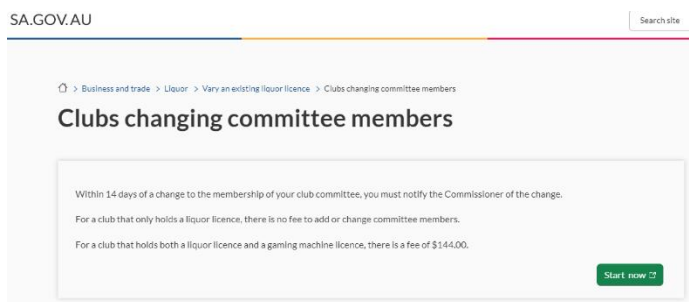 SA.GOV.AU
Search site
> Business and trade > Liquor > Vary an existing liquor licence > Clubs changing committee members
Clubs changing committee members
Within 14 days of a change to the membership of your club committee, you must notify the Commissioner of the change.
For a club that only holds a liquor licence, there is no fee to add or change committee members.
For a club that holds both a liquor licence and a gaming machine licence, there is a fee of $144.00.
Start now